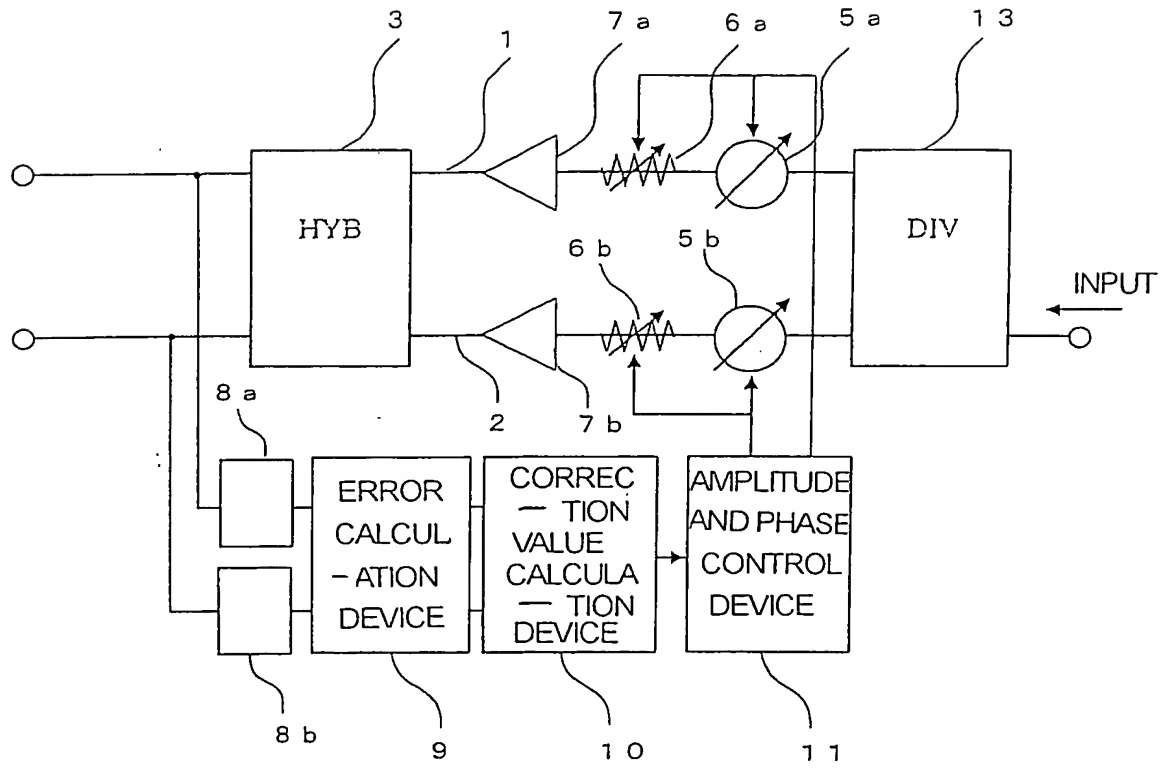 7 a
3
1
6 a
5 a
1 3
HYB
DIV
6 b
5 b
INPUT
8 a
2
7 b
ERROR
CALCUL
-ATION
DEVICE
CORREC
- TION
VALUE
CALCULA
- TION
DEVICE
AMPLITUDE
AND PHASE
CONTROL
DEVICE
8 b
9
1 0
1 1